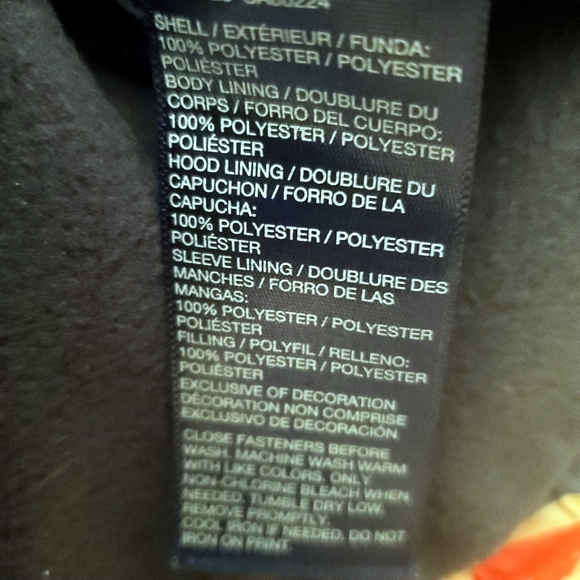 SHELL / EXTÉRIEUR / FUNDA:
100% POLYESTER / POLYESTER
POLIÉSTER
BODY LINING / DOUBLURE DU
CORPS / FORRO DEL CUERPO:
100% POLYESTER / POLYESTER
POLIÉSTER
HOOD LINING / DOUBLURE DU
CAPUCHON / FORRO DE LA
CAPUCHA:
100% POLYESTER / POLYESTER
POLIÉSTER
SLEEVE LINING / DOUBLURE DES
MANCHES / FORRO DE LAS
MANGAS:
100% POLYESTER / POLYESTER
POLIÉSTER
FILLING / POLYFIL / RELLENO:
100% POLYESTER / POLYESTER
POLIÉSTER
EXCLUSIVE OF DECORATION
DÉCORATION NON COMPRISE
EXCLUSIVO DE DECORACIÓN
CLOSE FASTENERS BEFORE
WASH, MACHINE WASH WARM
WITH LIKE COLORS, ONLY
NON-CHLORINE BLEACH WHEN
NEEDED, TUMBLE DRY LOW,
REMOVE PROMPTLY,
COOL IRON IF NEEDED, DO NOT
IRON ON PRINT.